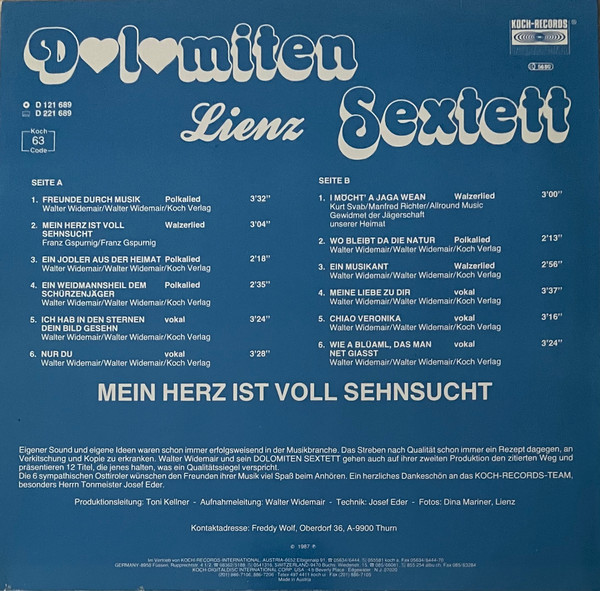 Dolomiten
Lienz Sextett
KOCH-RECORDS
D 121 689
D 221 689
Koch
63
Code
SEITE A
1. FREUNDE DURCH MUSIK Polkalied 3'32"
Walter Widemair/Walter Widemair/Koch Verlag
2. MEIN HERZ IST VOLL Walzerlied 3'04"
SEHNSUCHT
Franz Gspurnig/Franz Gspurnig
3. EIN JODLER AUS DER HEIMAT Polkalied 2'18"
Walter Widemair/Walter Widemair/Koch Verlag
4. EIN WEIDMANNSHEIL DEM Polkalied 2'35"
SCHÜRZENJÄGER
Walter Widemair/Walter Widemair/Koch Verlag
5. ICH HAB IN DEN STERNEN vokal 3'24"
DEIN BILD GESEHN
Walter Widemair/Walter Widemair/Koch Verlag
6. NUR DU vokal 3'28"
Walter Widemair/Walter Widemair/Koch Verlag
SEITE B
1. I MÖCHT' A JAGA WEAN Walzerlied 3'00"
Kurt Svab/Manfred Richter/Allround Music
Gewidmet der Jägerschaft
unserer Heimat
2. WO BLEIBT DA DIE NATUR Polkalied 2'13"
Walter Widemair/Walter Widemair/Koch Verlag
3. EIN MUSIKANT Walzerlied 2'56"
Walter Widemair/Walter Widemair/Koch Verlag
4. MEINE LIEBE ZU DIR vokal 3'37"
Walter Widemair/Walter Widemair/Koch Verlag
5. CHIAO VERONIKA vokal 3'16"
Walter Widemair/Walter Widemair/Koch Verlag
6. WIE A BLÜAML, DAS MAN vokal 3'24"
NET GIASST
Walter Widemair/Walter Widemair/Koch Verlag
MEIN HERZ IST VOLL SEHNSUCHT
Eigener Sound und eigene Ideen waren schon immer erfolgsweisend in der Musikbranche. Das Streben nach Qualität schon immer ein Rezept dagegen, an
Verkitschung und Kopie zu erkranken. Walter Widemair und sein DOLOMITEN SEXTETT gehen auch auf ihrer zweiten Produktion den zitierten Weg und
präsentieren 12 Titel, die jenes halten, was ein Qualitätssiegel verspricht.
Die 6 sympathischen Osttiroler wünschen den Freunden ihrer Musik viel Spaß beim Anhören. Ein herzliches Dankeschön an das KOCH-RECORDS-TEAM,
besonders Herrn Tonmeister Josef Eder.
Produktionsleitung: Toni Kellner - Aufnahmeleitung: Walter Widemair - Technik: Josef Eder - Fotos: Dina Mariner, Lienz
Kontaktadresse: Freddy Wolf, Oberdorf 36, A-9900 Thurn
© 1987 ℗
Im Vertrieb von KOCH-RECORDS-INTERNATIONAL, AUSTRIA-6652 Elbigenalp 91
Made in Austria